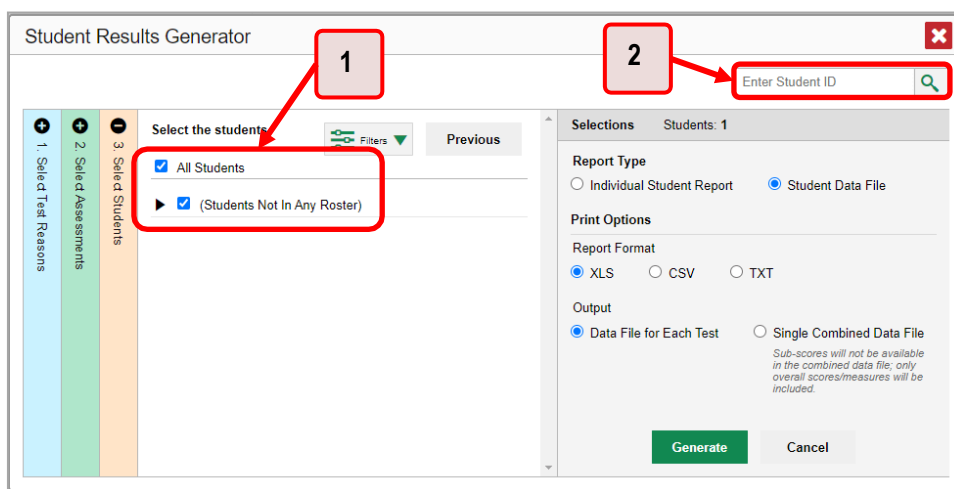 Student Results Generator
1
2
Enter Student ID
1. Select Test Reasons
2. Select Assessments
3. Select Students
Select the students
Filters
Previous
All Students
(Students Not In Any Roster)
Selections Students: 1
Report Type
Individual Student Report Student Data File
Print Options
Report Format
XLS CSV TXT
Output
Data File for Each Test Single Combined Data File
Sub-scores will not be available
in the combined data file; only
overall scores/measures will be
included.
Generate Cancel